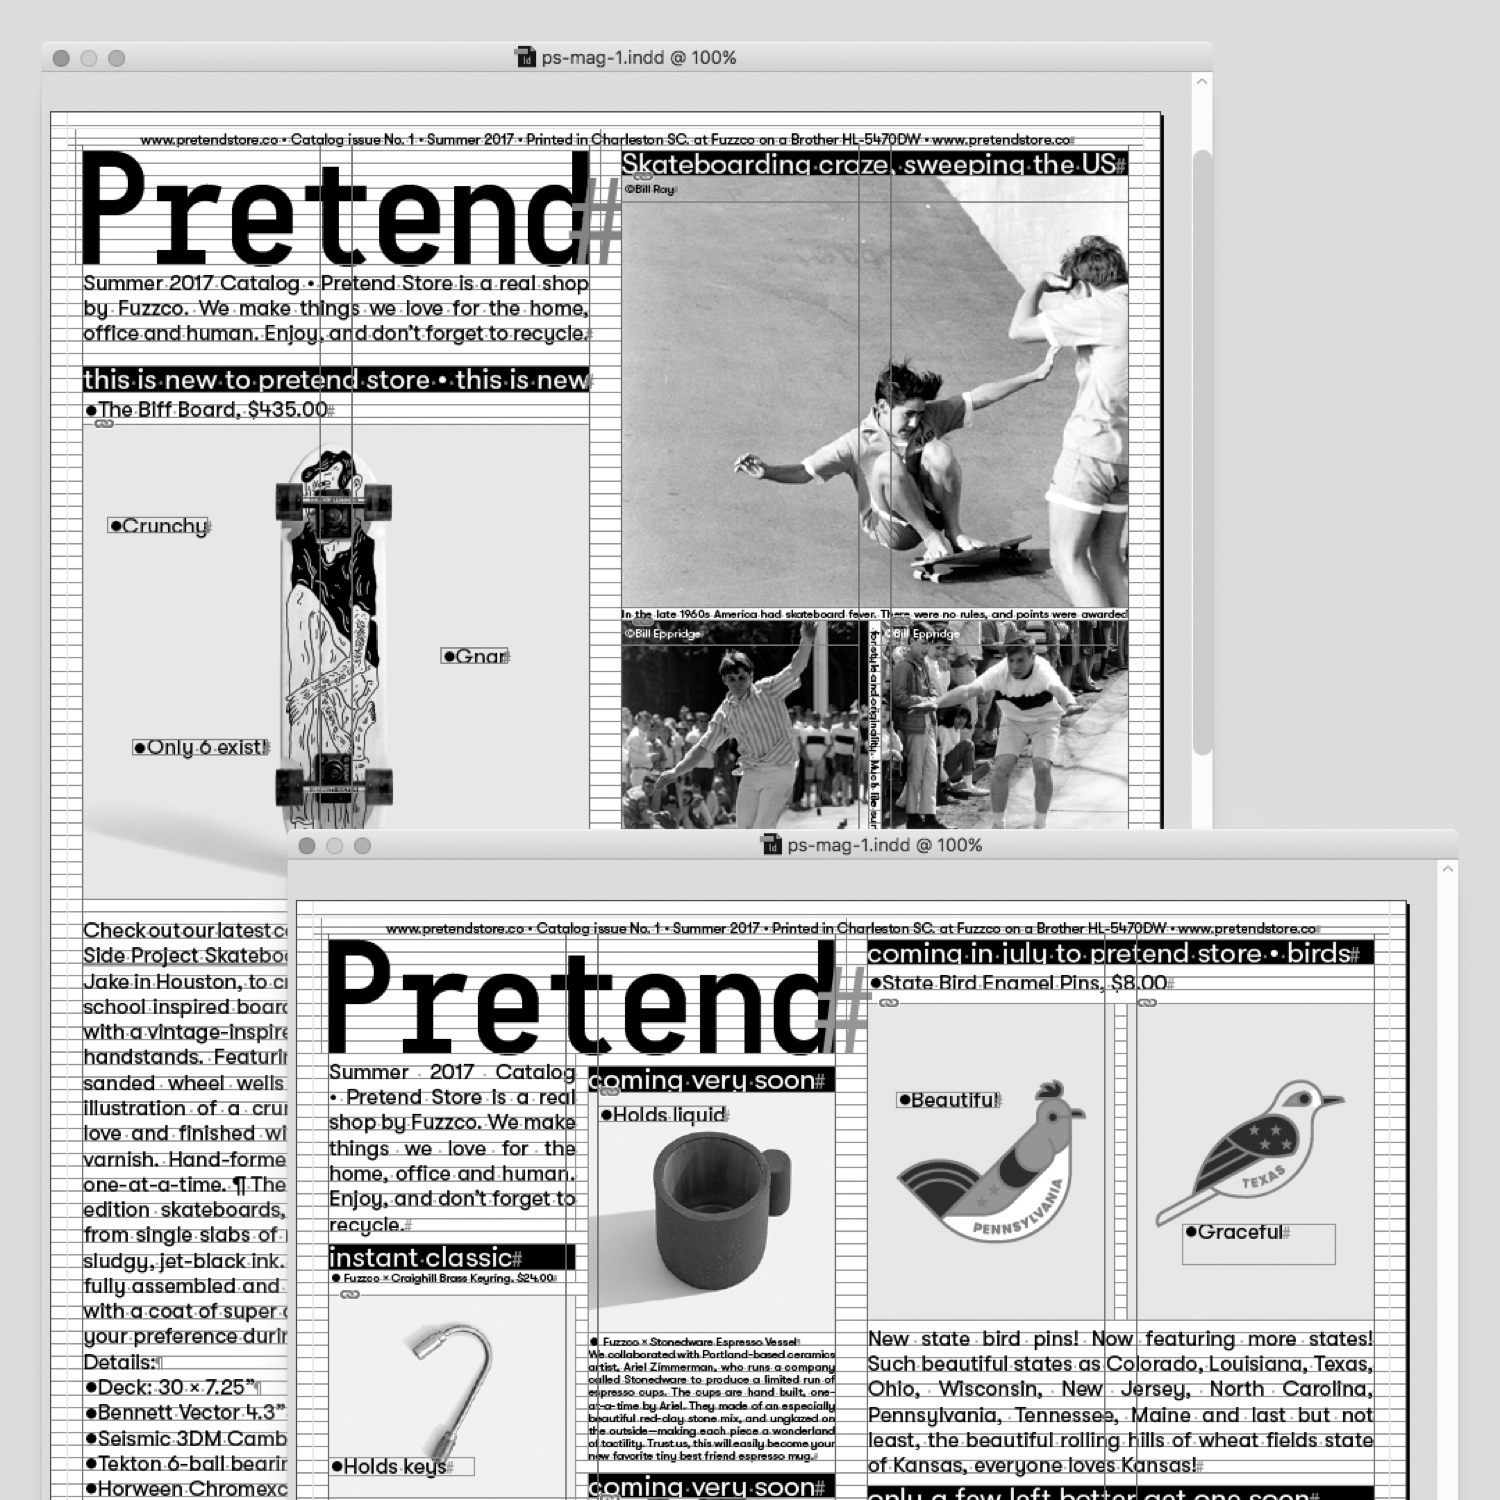 ps-mag-1.indd @ 100%
www.pretendstore.co • Catalog issue No. 1 • Summer 2017 • Printed in Charleston SC. at Fuzzco on a Brother HL-5470DW • www.pretendstore.co#
Pretend#
Summer 2017 Catalog • Pretend Store is a real shop
by Fuzzco. We make things we love for the home,
office and human. Enjoy, and don't forget to recycle.#
this is new to pretend store • this is new#
●The Biff Board, $435.00#
●Crunchy#
●Gnar#
●Only 6 exist!#
Skateboarding craze, sweeping the US#
©Bill Ray#
In the late 1960s America had skateboard fever. There were no rules, and points were awarded
for style and originality. Much like sur
©Bill Eppridge
©Bill Eppridge
Check out our latest c
Side Project Skatebo
Jake in Houston, to cr
school inspired board
with a vintage-inspire
handstands. Featurin
sanded wheel wells
illustration of a crun
love and finished wi
varnish. Hand-forme
one-at-a-time. ¶ The
edition skateboards,
from single slabs of
sludgy, jet-black ink.
fully assembled and
with a coat of super c
your preference durin
Details:¶
●Deck: 30 × 7.25”¶
●Bennett Vector 4.3”
●Seismic 3DM Camb
●Tekton 6-ball bearin
●Horween Chromexc
ps-mag-1.indd @ 100%
www.pretendstore.co • Catalog issue No. 1 • Summer 2017 • Printed in Charleston SC. at Fuzzco on a Brother HL-5470DW • www.pretendstore.co#
Pretend#
Summer 2017 Catalog
• Pretend Store is a real
shop by Fuzzco. We make
things we love for the
home, office and human.
Enjoy, and don't forget to
recycle.#
instant classic#
● Fuzzco × Craighill Brass Keyring, $24.00#
●Holds keys#
coming very soon#
●Holds liquid#
● Fuzzco × Stonedware Espresso Vessel#
We collaborated with Portland-based ceramics
artist, Ariel Zimmerman, who runs a company
called Stonedware to produce a limited run of
espresso cups. The cups are hand built, one-
at-a-time by Ariel. They made of an especially
beautiful red-clay stone mix, and unglazed on
the outside—making each piece a wonderland
of tactility. Trust us, this will easily become your
new favorite tiny best friend espresso mug.#
coming very soon#
coming in july to pretend store • birds#
●State Bird Enamel Pins, $8.00#
●Beautiful#
PENNSYLVANIA
TEXAS
●Graceful#
New state bird pins! Now featuring more states!
Such beautiful states as Colorado, Louisiana, Texas,
Ohio, Wisconsin, New Jersey, North Carolina,
Pennsylvania, Tennessee, Maine and last but not
least, the beautiful rolling hills of wheat fields state
of Kansas, everyone loves Kansas!#
only a few left better get one soon#